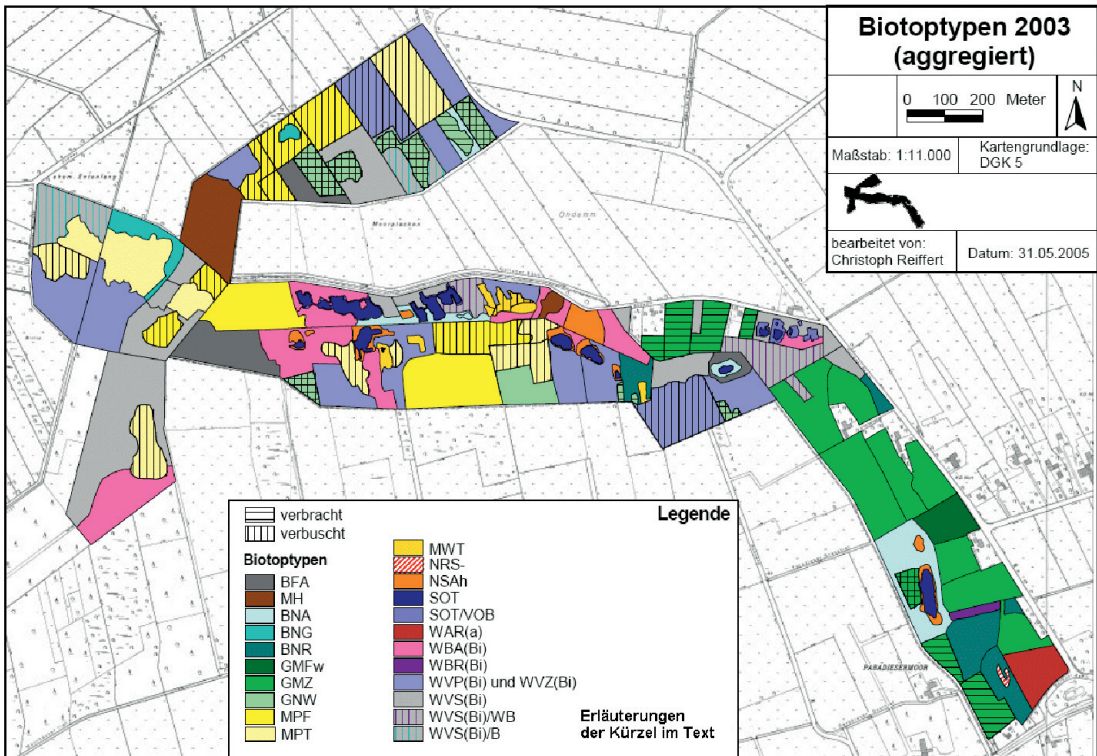 Biotoptypen 2003
(aggregiert)
0 100 200 Meter
N
Maßstab: 1:11.000
Kartengrundlage:
DGK 5
bearbeitet von:
Christoph Reiffert
Datum: 31.05.2005
Moorplacken
Ohdamm
PARADIESERMOOR
Legende
verbracht
verbuscht
Biotoptypen
BFA
MH
BNA
BNG
BNR
GMFw
GMZ
GNW
MPF
MPT
MWT
NRS-
NSAh
SOT
SOT/VOB
WAR(a)
WBA(Bi)
WBR(Bi)
WVP(Bi) und WVZ(Bi)
WVS(Bi)
WVS(Bi)/WB
WVS(Bi)/B
Erläuterungen
der Kürzel im Text